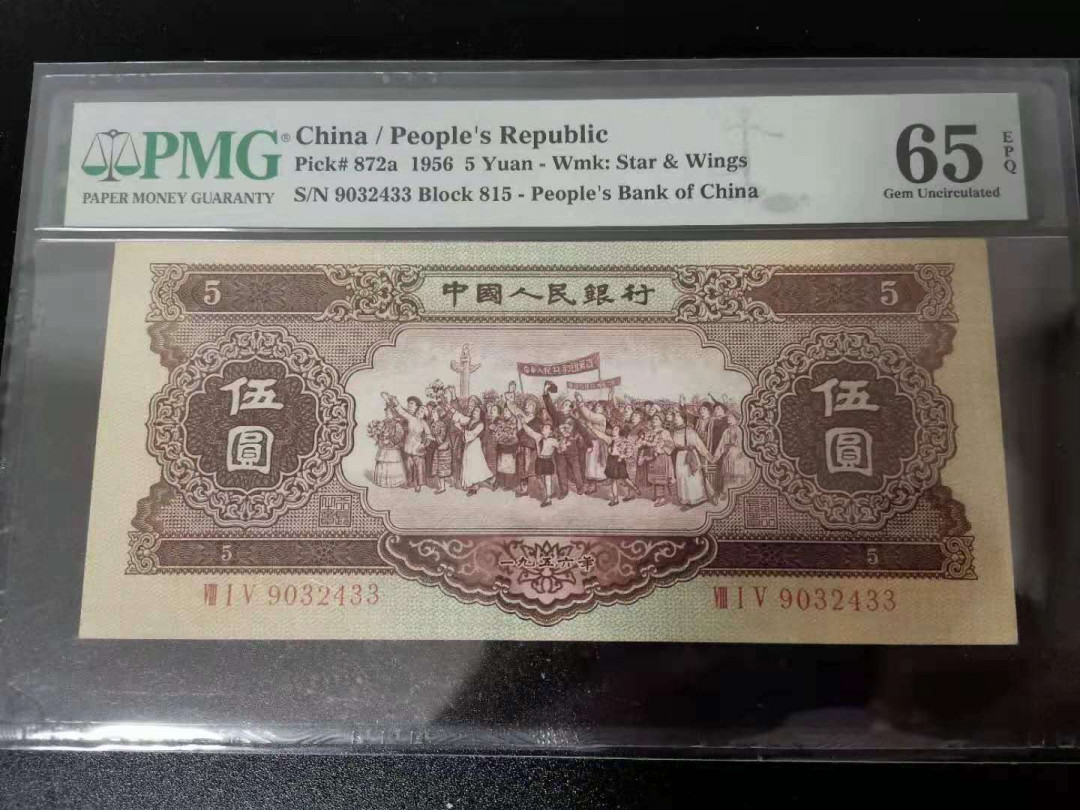 PMG® China / People's Republic
Pick# 872a 1956 5 Yuan - Wmk: Star & Wings
S/N 9032433 Block 815 - People's Bank of China
PAPER MONEY GUARANTY
65
EPQ
Gem Uncirculated
5 中國人民銀行 5
伍圓 伍圓
5 一九五六年 5
VIII I V 9032433 VIII I V 9032433